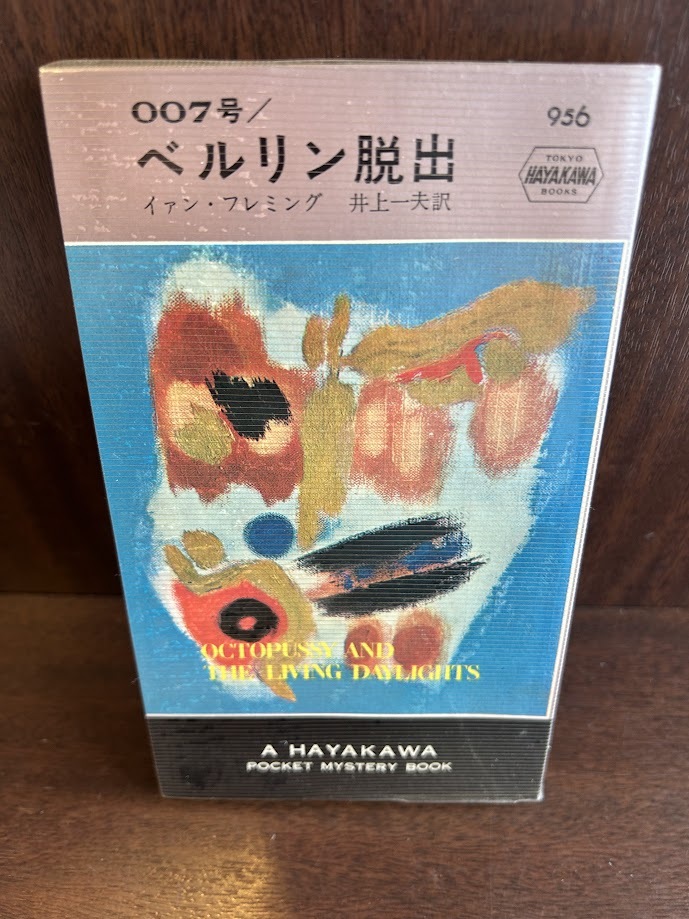 007号/
956
ベルリン脱出
イァン・フレミング 井上一夫訳
TOKYO
HAYAKAWA
BOOKS
OCTOPUSSY AND
THE LIVING DAYLIGHTS
A HAYAKAWA
POCKET MYSTERY BOOK